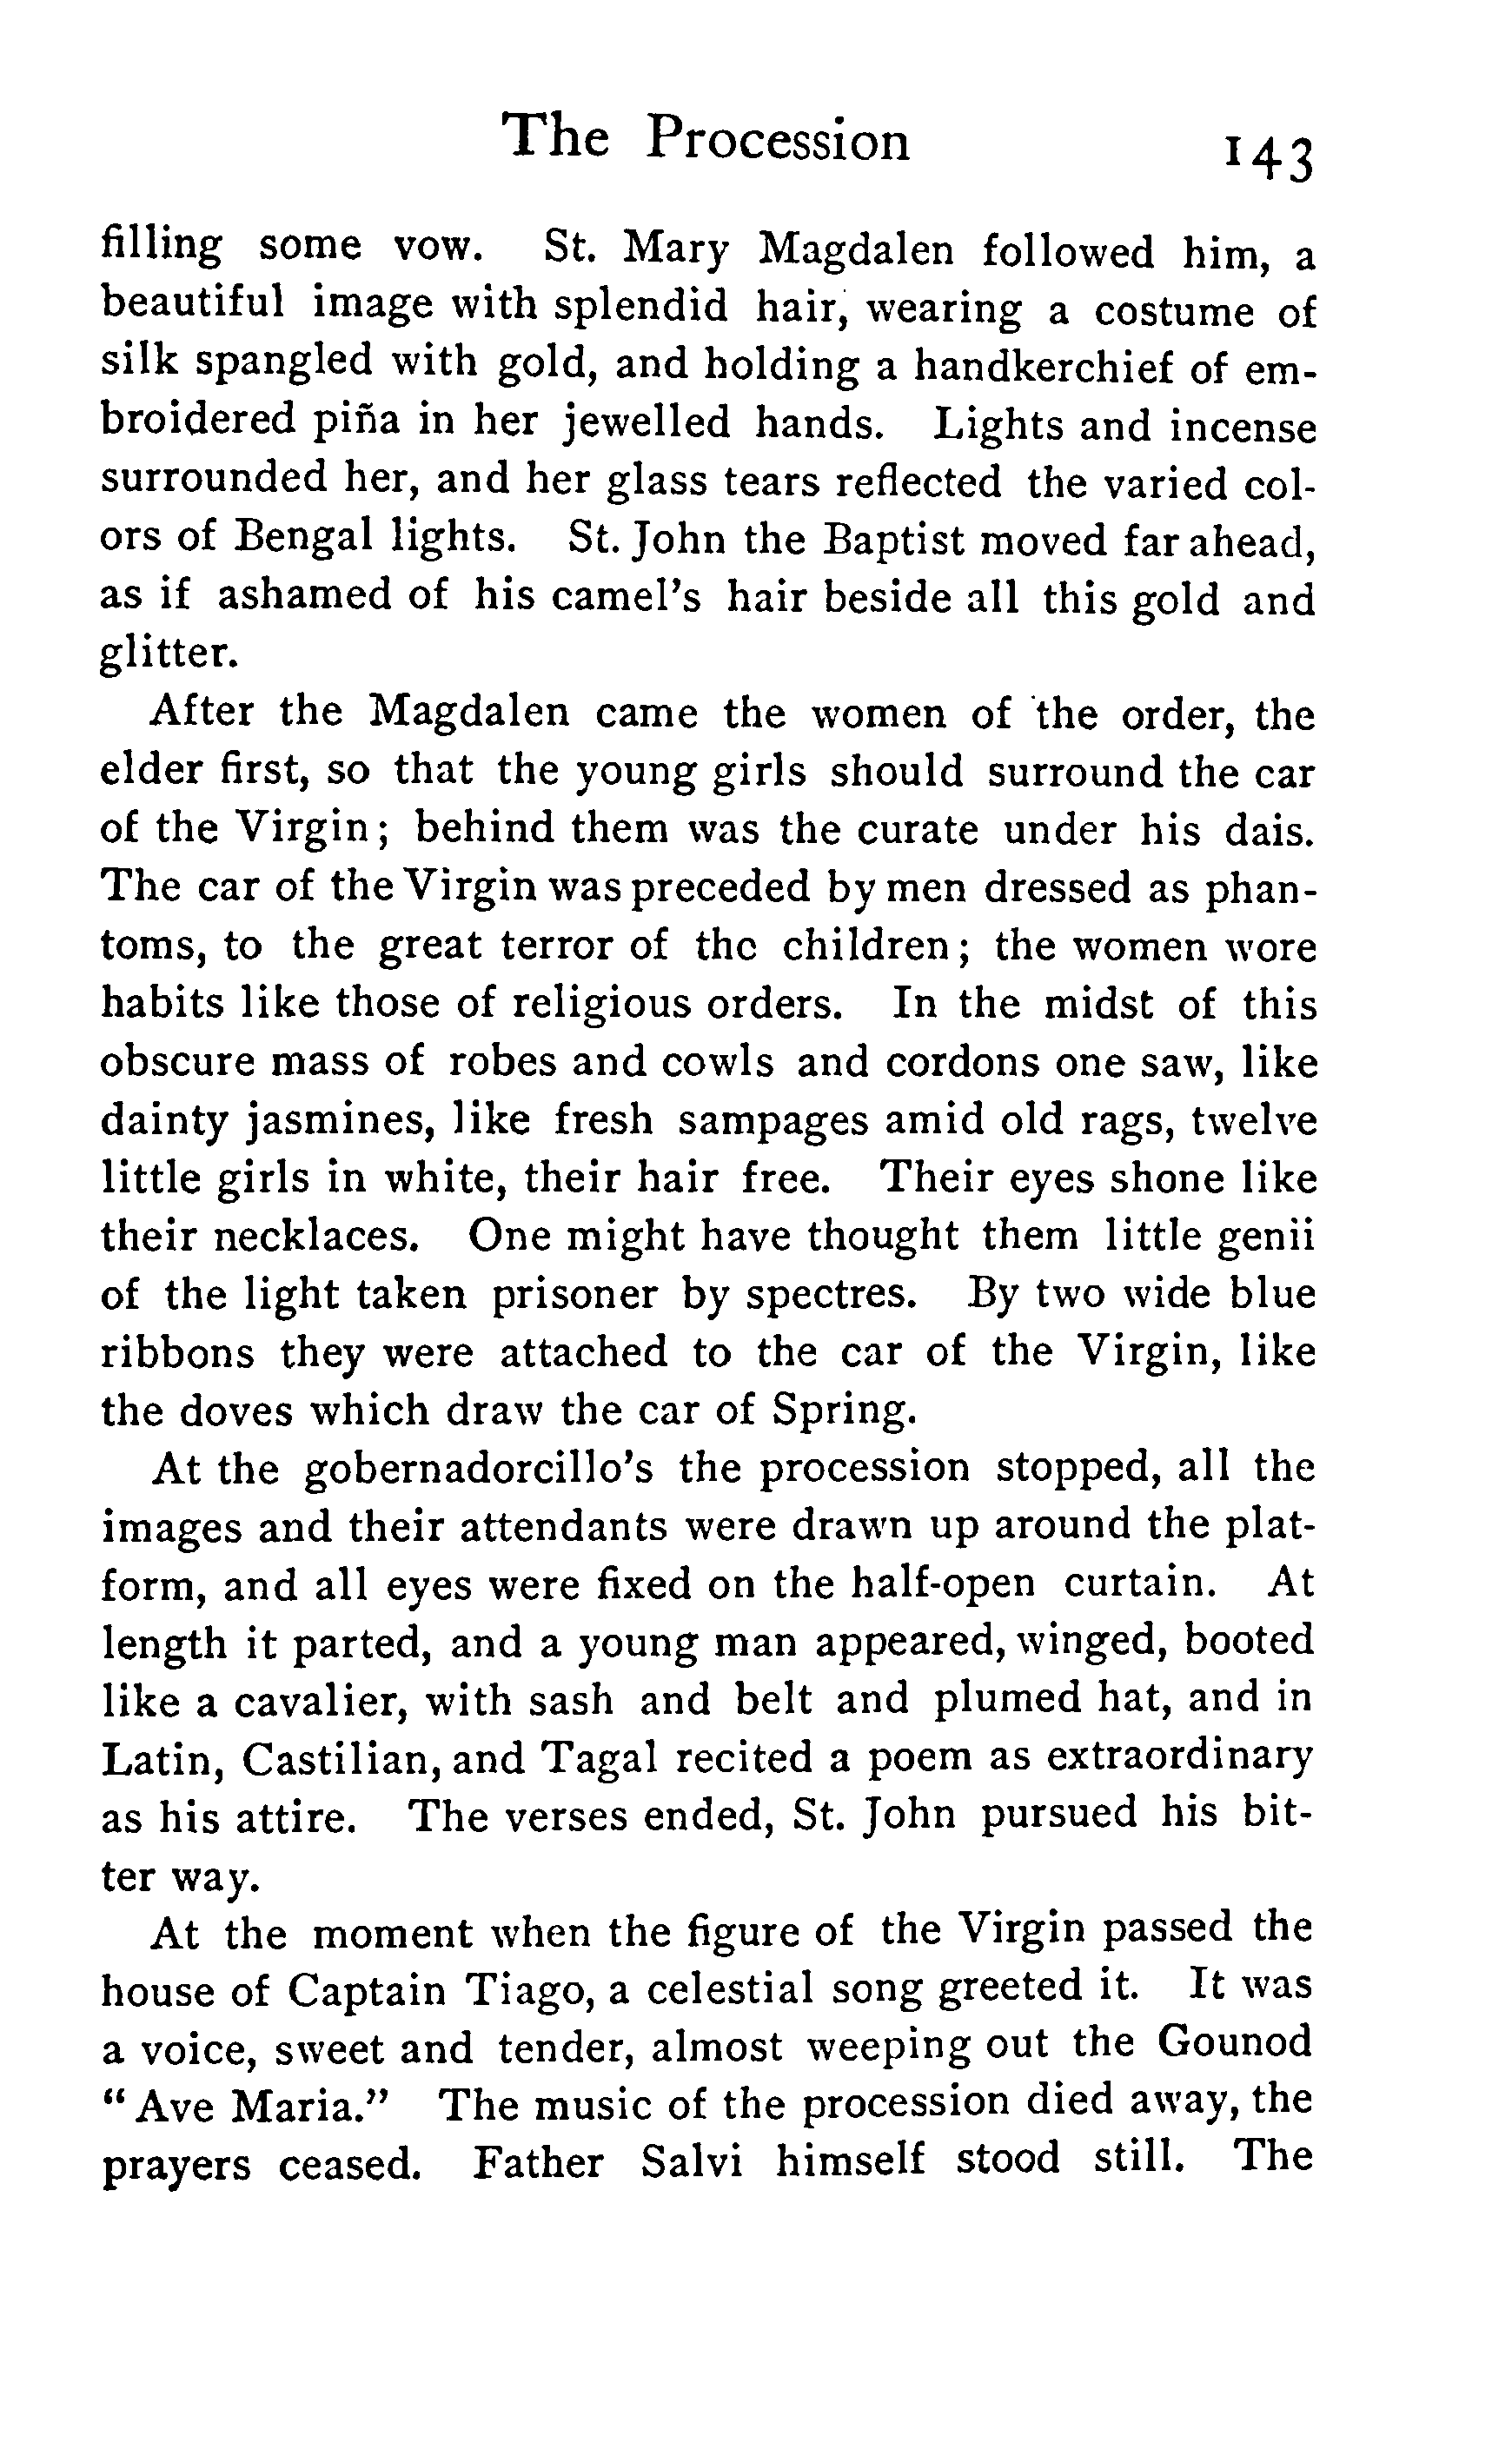 The Procession 143
filling some vow. St. Mary Magdalen followed him, a
beautiful image with splendid hair, wearing a costume of
silk spangled with gold, and holding a handkerchief of em-
broidered piña in her jewelled hands. Lights and incense
surrounded her, and her glass tears reflected the varied col-
ors of Bengal lights. St. John the Baptist moved far ahead,
as if ashamed of his camel's hair beside all this gold and
glitter.
After the Magdalen came the women of the order, the
elder first, so that the young girls should surround the car
of the Virgin; behind them was the curate under his dais.
The car of the Virgin was preceded by men dressed as phan-
toms, to the great terror of the children; the women wore
habits like those of religious orders. In the midst of this
obscure mass of robes and cowls and cordons one saw, like
dainty jasmines, like fresh sampages amid old rags, twelve
little girls in white, their hair free. Their eyes shone like
their necklaces. One might have thought them little genii
of the light taken prisoner by spectres. By two wide blue
ribbons they were attached to the car of the Virgin, like
the doves which draw the car of Spring.
At the gobernadorcillo's the procession stopped, all the
images and their attendants were drawn up around the plat-
form, and all eyes were fixed on the half-open curtain. At
length it parted, and a young man appeared, winged, booted
like a cavalier, with sash and belt and plumed hat, and in
Latin, Castilian, and Tagal recited a poem as extraordinary
as his attire. The verses ended, St. John pursued his bit-
ter way.
At the moment when the figure of the Virgin passed the
house of Captain Tiago, a celestial song greeted it. It was
a voice, sweet and tender, almost weeping out the Gounod
"Ave Maria." The music of the procession died away, the
prayers ceased. Father Salvi himself stood still. The